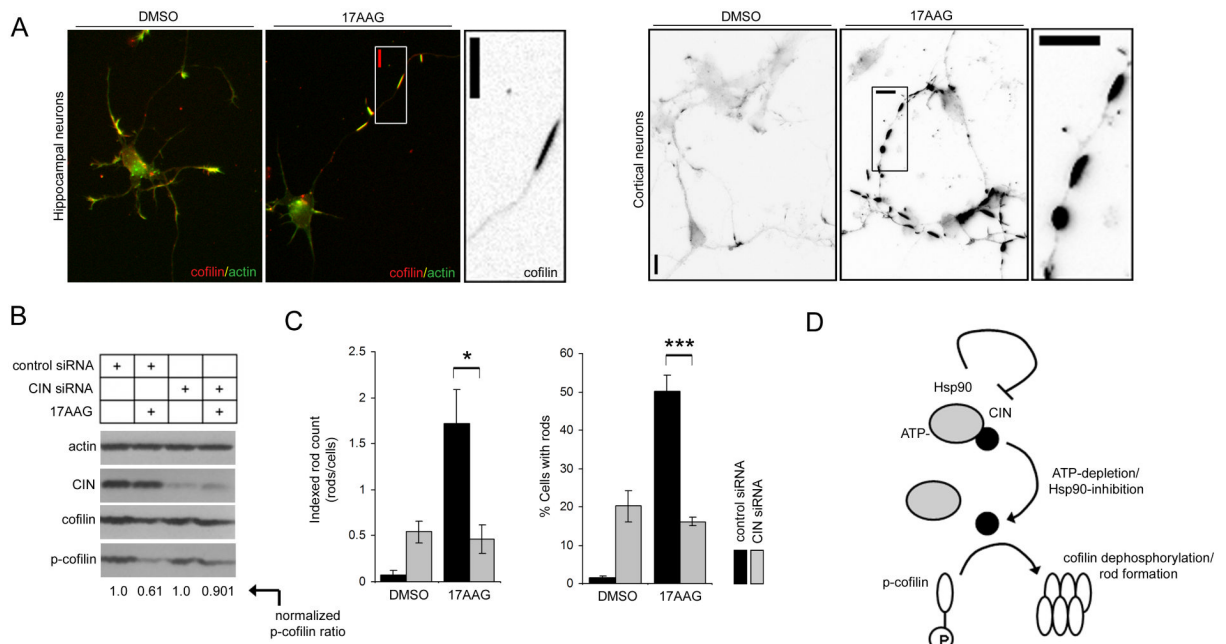 A
DMSO
17AAG
Hippocampal neurons
cofilin/actin
cofilin/actin
cofilin
DMSO
17AAG
Cortical neurons
B
control siRNA + +
CIN siRNA + +
17AAG + +
actin
CIN
cofilin
p-cofilin
1.0 0.61 1.0 0.901
normalized
p-cofilin ratio
C
Indexed rod count
(rods/cells)
2.5
2
1.5
1
0.5
0
*
DMSO 17AAG
% Cells with rods
60
50
40
30
20
10
0
***
DMSO 17AAG
control siRNA
CIN siRNA
D
Hsp90
CIN
ATP-
ATP-depletion/
Hsp90-inhibition
cofilin dephosphorylation/
rod formation
p-cofilin
P